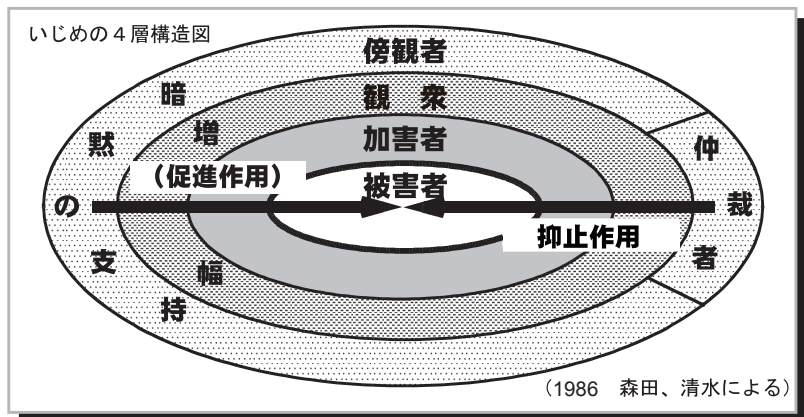 いじめの４層構造図
傍観者
観　衆
加害者
被害者
暗黙の支持
増幅
（促進作用）
抑止作用
仲裁者
（1986　森田、清水による）